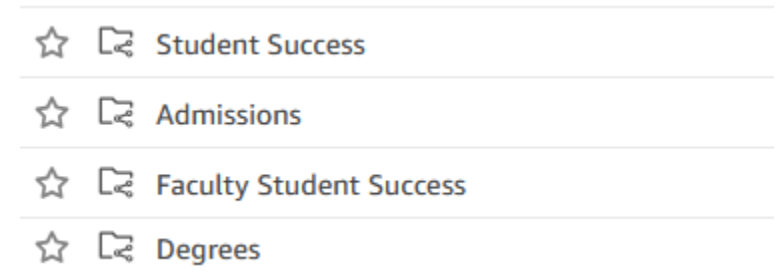 Student Success
Admissions
Faculty Student Success
Degrees